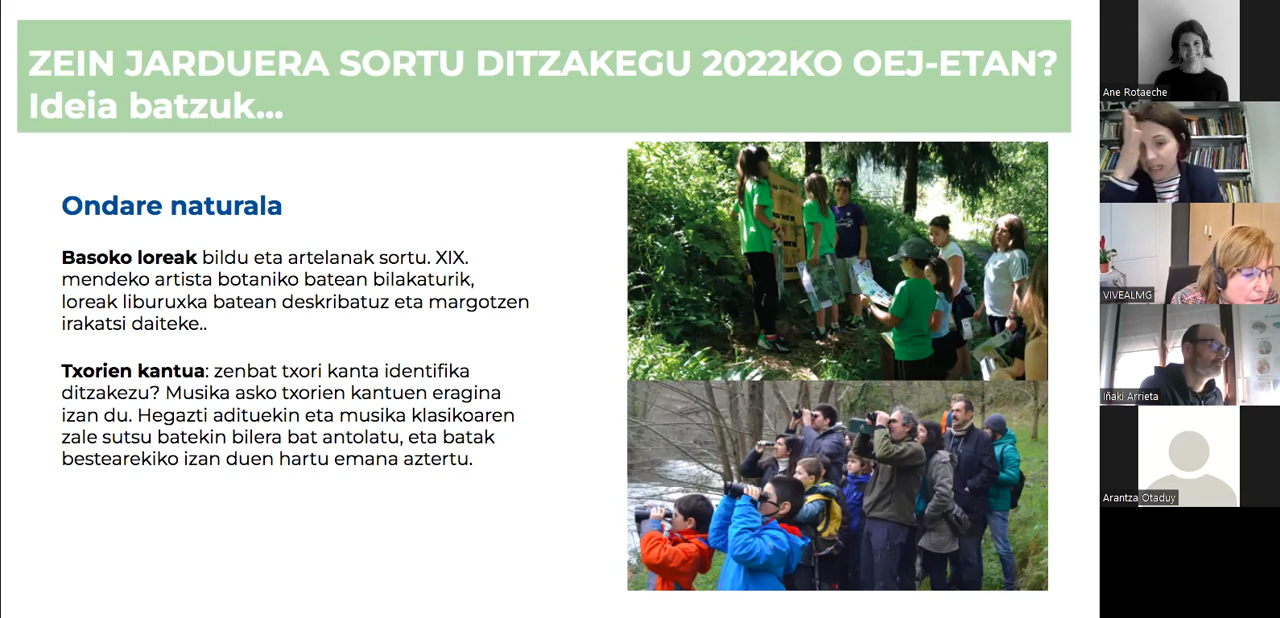 ZEIN JARDUERA SORTU DITZAKEGU 2022KO OEJ-ETAN?
Ideia batzuk...
Ondare naturala
Basoko loreak bildu eta artelanak sortu. XIX.
mendeko artista botaniko batean bilakaturik,
loreak liburuxka batean deskribatuz eta margotzen
irakatsi daiteke..
Txorien kantua: zenbat txori kanta identifika
ditzakezu? Musika asko txorien kantuen eragina
izan du. Hegazti adituekin eta musika klasikoaren
zale sutsu batekin bilera bat antolatu, eta batak
bestearekiko izan duen hartu emana aztertu.
Ane Rotaeche
VIVEALMG
Iñaki Arrieta
Arantza Otaduy